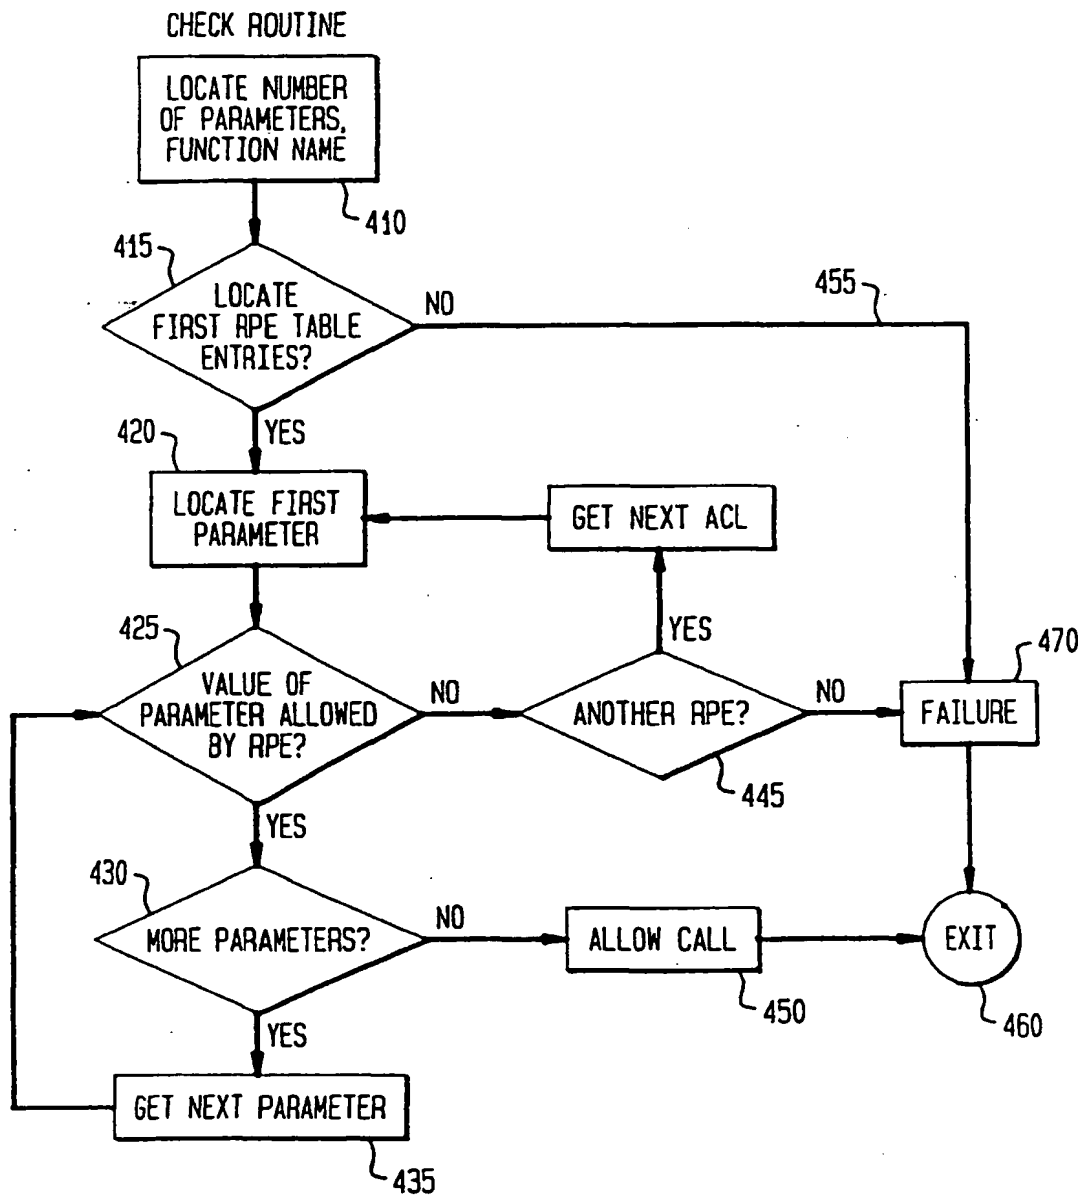 CHECK ROUTINE
LOCATE NUMBER
OF PARAMETERS,
FUNCTION NAME
410
415
LOCATE
FIRST RPE TABLE
ENTRIES?
NO
455
YES
420
LOCATE FIRST
PARAMETER
GET NEXT ACL
YES
425
VALUE OF
PARAMETER ALLOWED
BY RPE?
NO
ANOTHER RPE?
NO
445
470
FAILURE
YES
430
MORE PARAMETERS?
NO
ALLOW CALL
450
EXIT
460
YES
GET NEXT PARAMETER
435